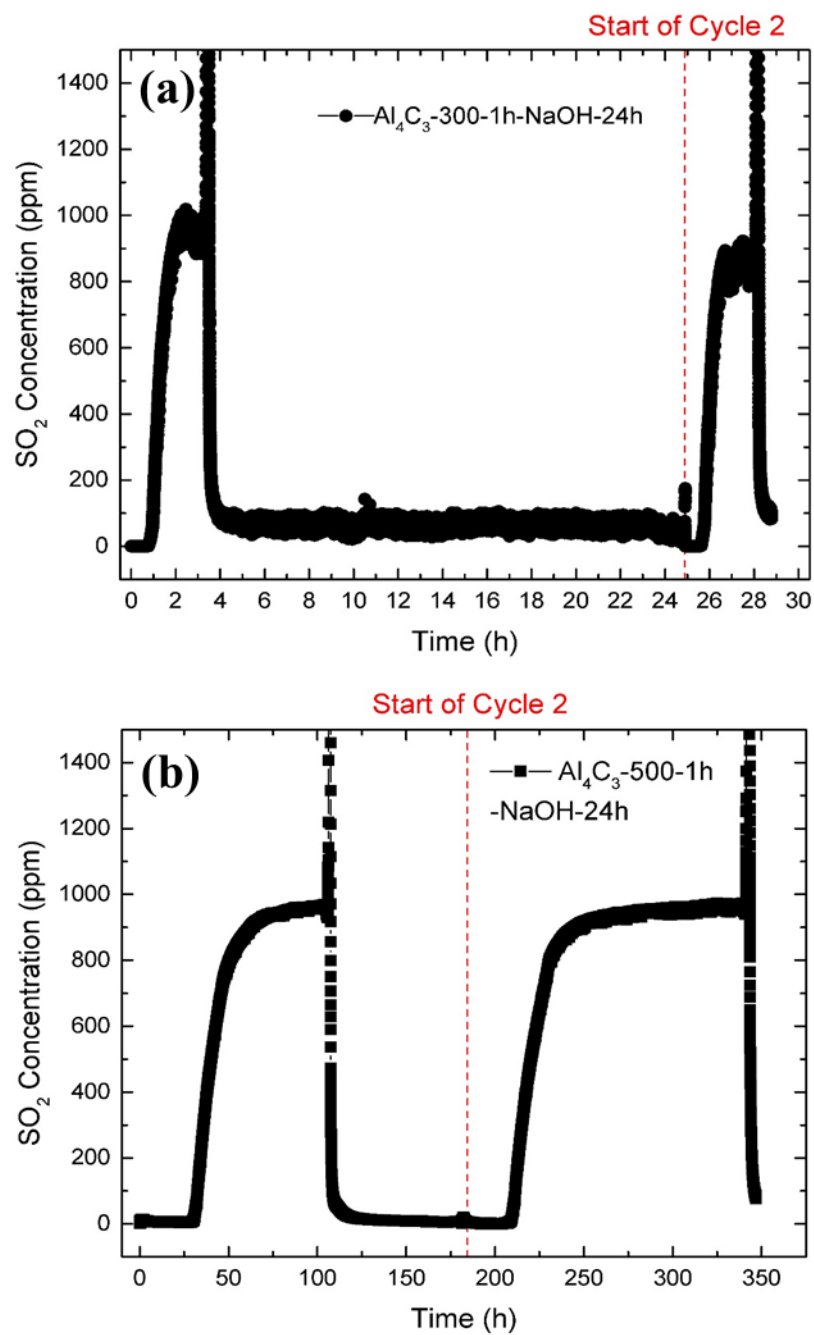 Start of Cycle 2
(a)
Al₄C₃-300-1h-NaOH-24h
1400
1200
1000
800
600
400
200
0
SO₂ Concentration (ppm)
0 2 4 6 8 10 12 14 16 18 20 22 24 26 28 30
Time (h)
Start of Cycle 2
(b)
Al₄C₃-500-1h
-NaOH-24h
1400
1200
1000
800
600
400
200
0
SO₂ Concentration (ppm)
0 50 100 150 200 250 300 350
Time (h)